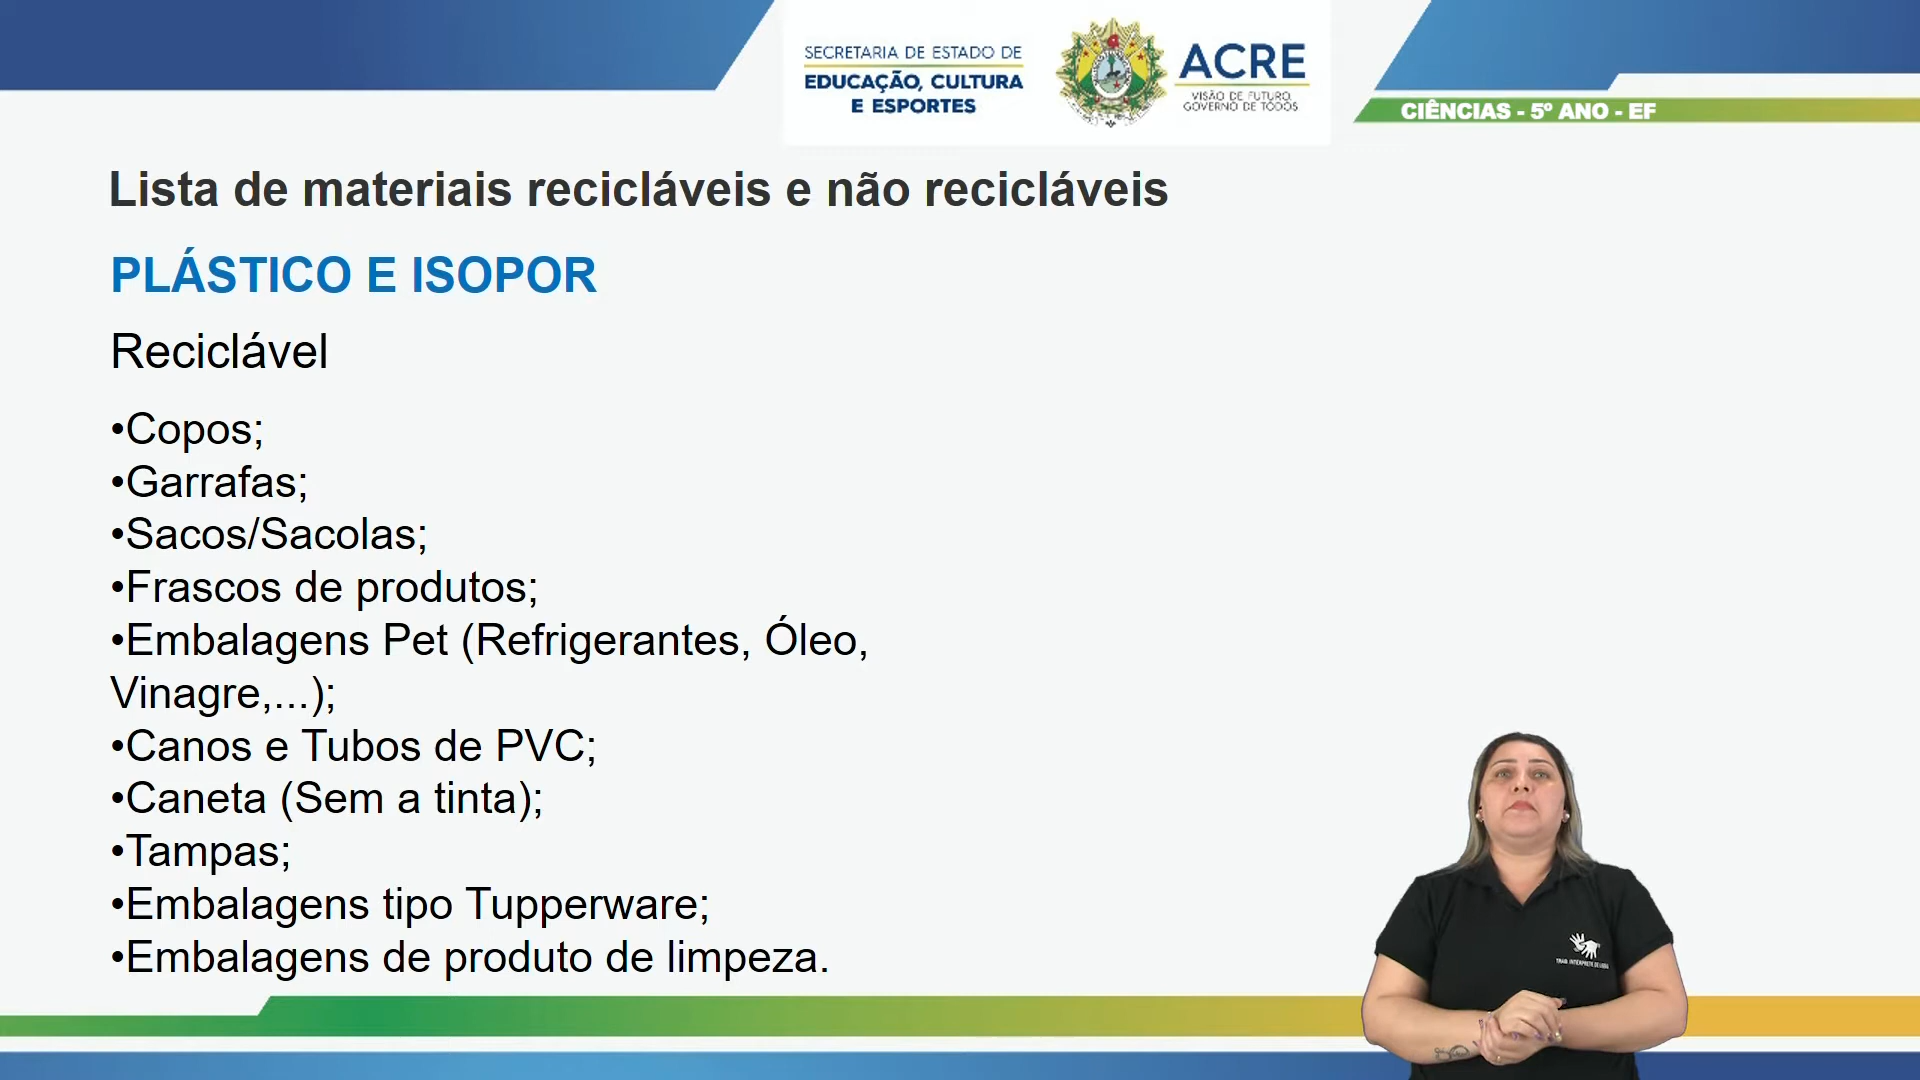 SECRETARIA DE ESTADO DE
EDUCAÇÃO, CULTURA
E ESPORTES
ACRE
VISÃO DE FUTURO,
GOVERNO DE TODOS
CIÊNCIAS - 5º ANO - EF
Lista de materiais recicláveis e não recicláveis
PLÁSTICO E ISOPOR
Reciclável
•Copos;
•Garrafas;
•Sacos/Sacolas;
•Frascos de produtos;
•Embalagens Pet (Refrigerantes, Óleo,
Vinagre,...);
•Canos e Tubos de PVC;
•Caneta (Sem a tinta);
•Tampas;
•Embalagens tipo Tupperware;
•Embalagens de produto de limpeza.